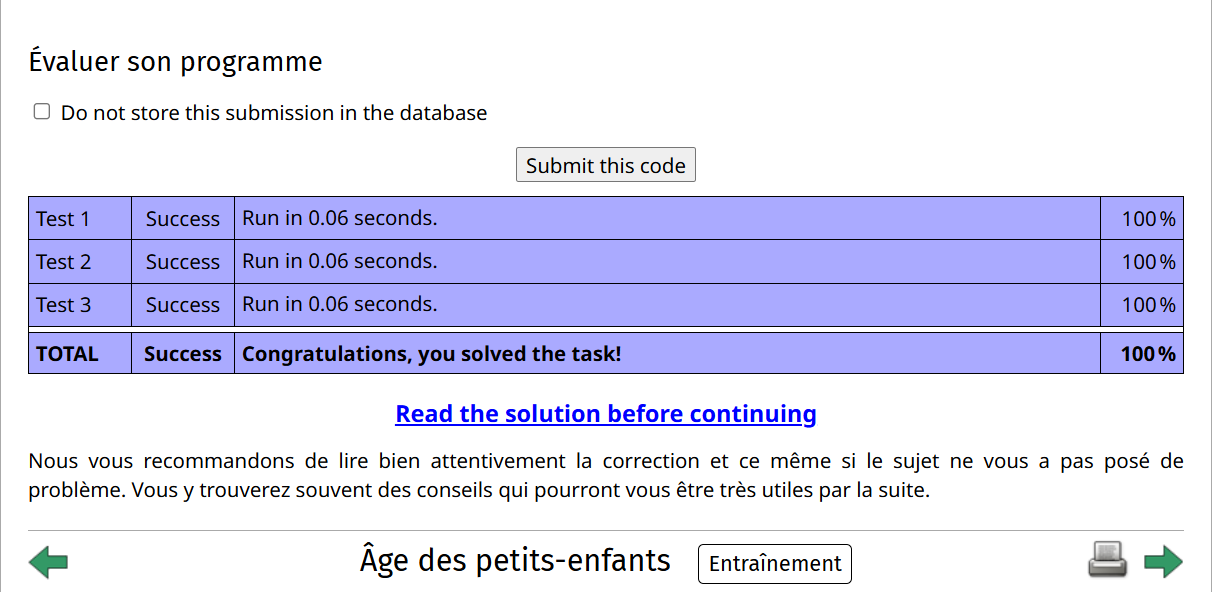 Évaluer son programme
Do not store this submission in the database
Submit this code
Test 1 Success Run in 0.06 seconds. 100 %
Test 2 Success Run in 0.06 seconds. 100 %
Test 3 Success Run in 0.06 seconds. 100 %
TOTAL Success Congratulations, you solved the task! 100 %
Read the solution before continuing
Nous vous recommandons de lire bien attentivement la correction et ce même si le sujet ne vous a pas posé de
problème. Vous y trouverez souvent des conseils qui pourront vous être très utiles par la suite.
Âge des petits-enfants Entraînement